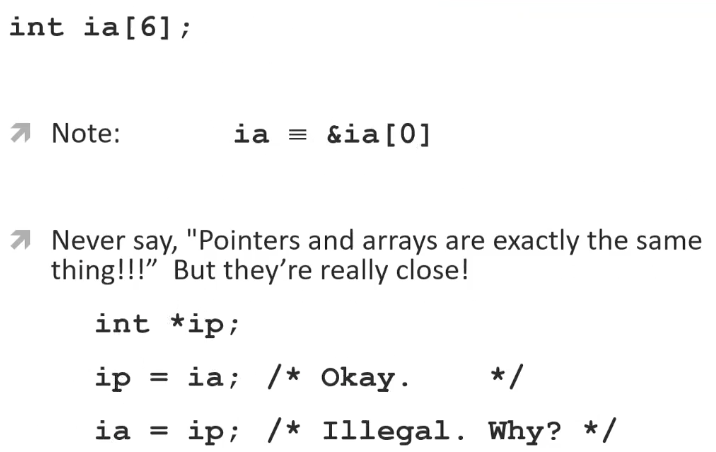 int ia[6];
Note: ia ≡ &ia[0]
Never say, "Pointers and arrays are exactly the same
thing!!!” But they’re really close!
int *ip;
ip = ia; /* Okay. */
ia = ip; /* Illegal. Why? */